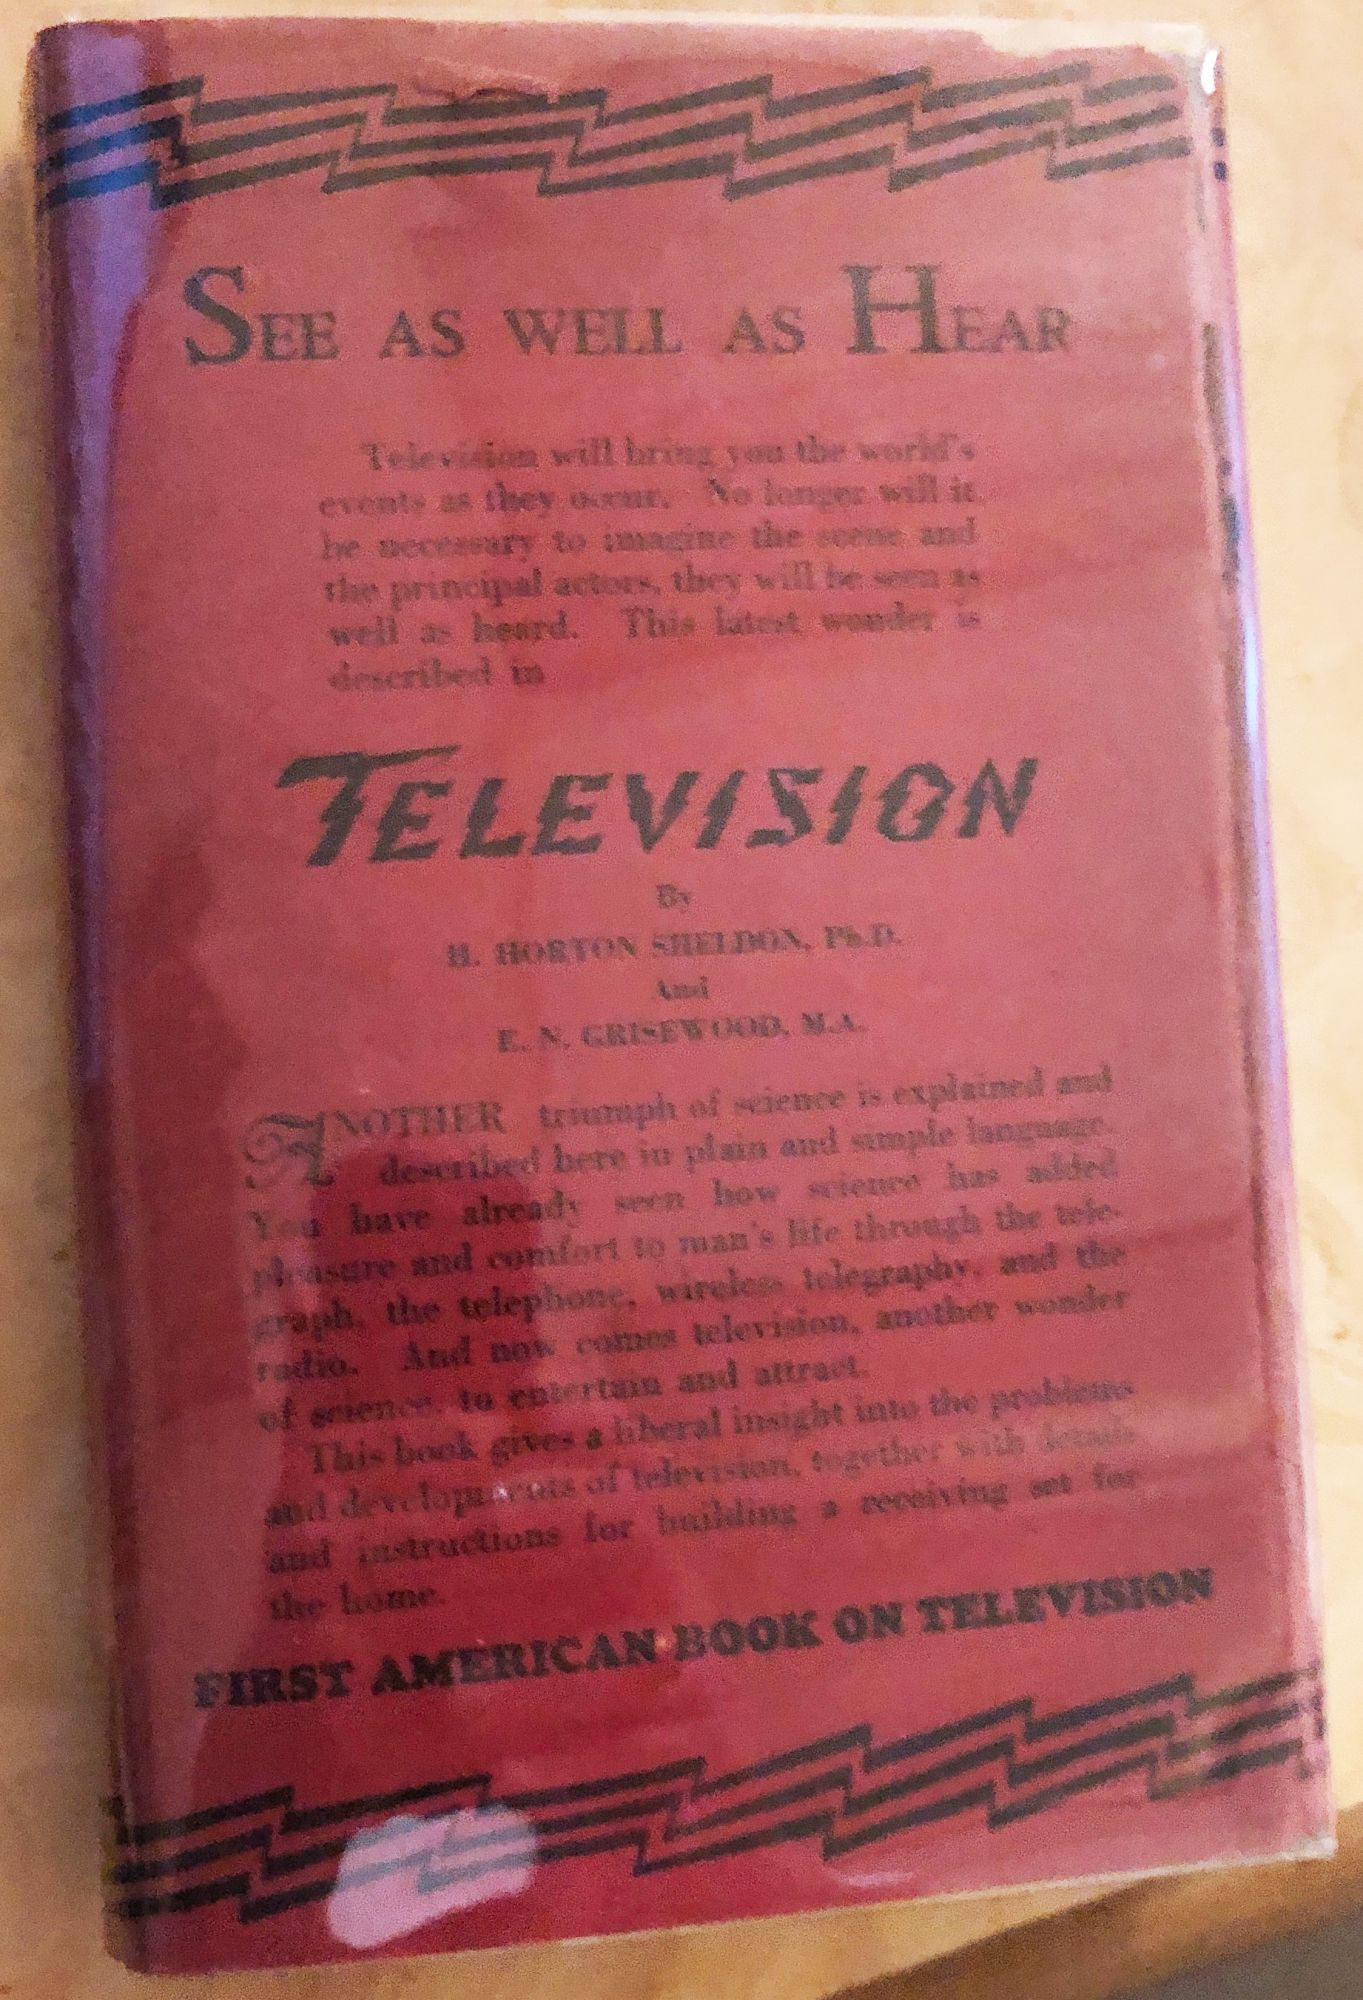 SEE AS WELL AS HEAR
Television will bring you the world's
events as they occur. No longer will it
be necessary to imagine the scene and
the principal actors, they will be seen as
well as heard. This latest wonder is
described in
TELEVISION
By
H. HORTON SHELDON, Ph.D.
And
E. N. GRISEWOOD, M.A.
ANOTHER triumph of science is explained and
described here in plain and simple language.
You have already seen how science has added
pleasure and comfort to man's life through the tele-
graph, the telephone, wireless telegraphy, and the
radio. And now comes television, another wonder
of science, to entertain and attract.
This book gives a liberal insight into the problems
and developments of television, together with details
and instructions for building a receiving set for
the home.
FIRST AMERICAN BOOK ON TELEVISION